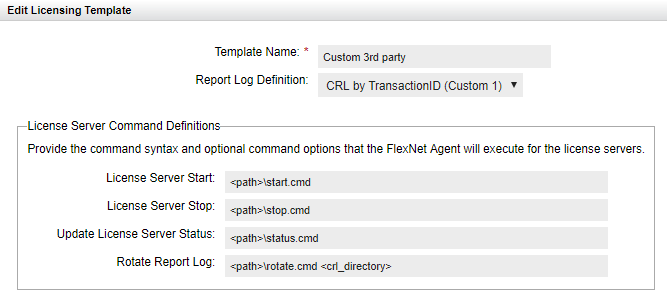 Edit Licensing Template
Template Name: * Custom 3rd party
Report Log Definition: CRL by TransactionID (Custom 1)
License Server Command Definitions
Provide the command syntax and optional command options that the FlexNet Agent will execute for the license servers.
License Server Start: <path>\start.cmd
License Server Stop: <path>\stop.cmd
Update License Server Status: <path>\status.cmd
Rotate Report Log: <path>\rotate.cmd <crl_directory>